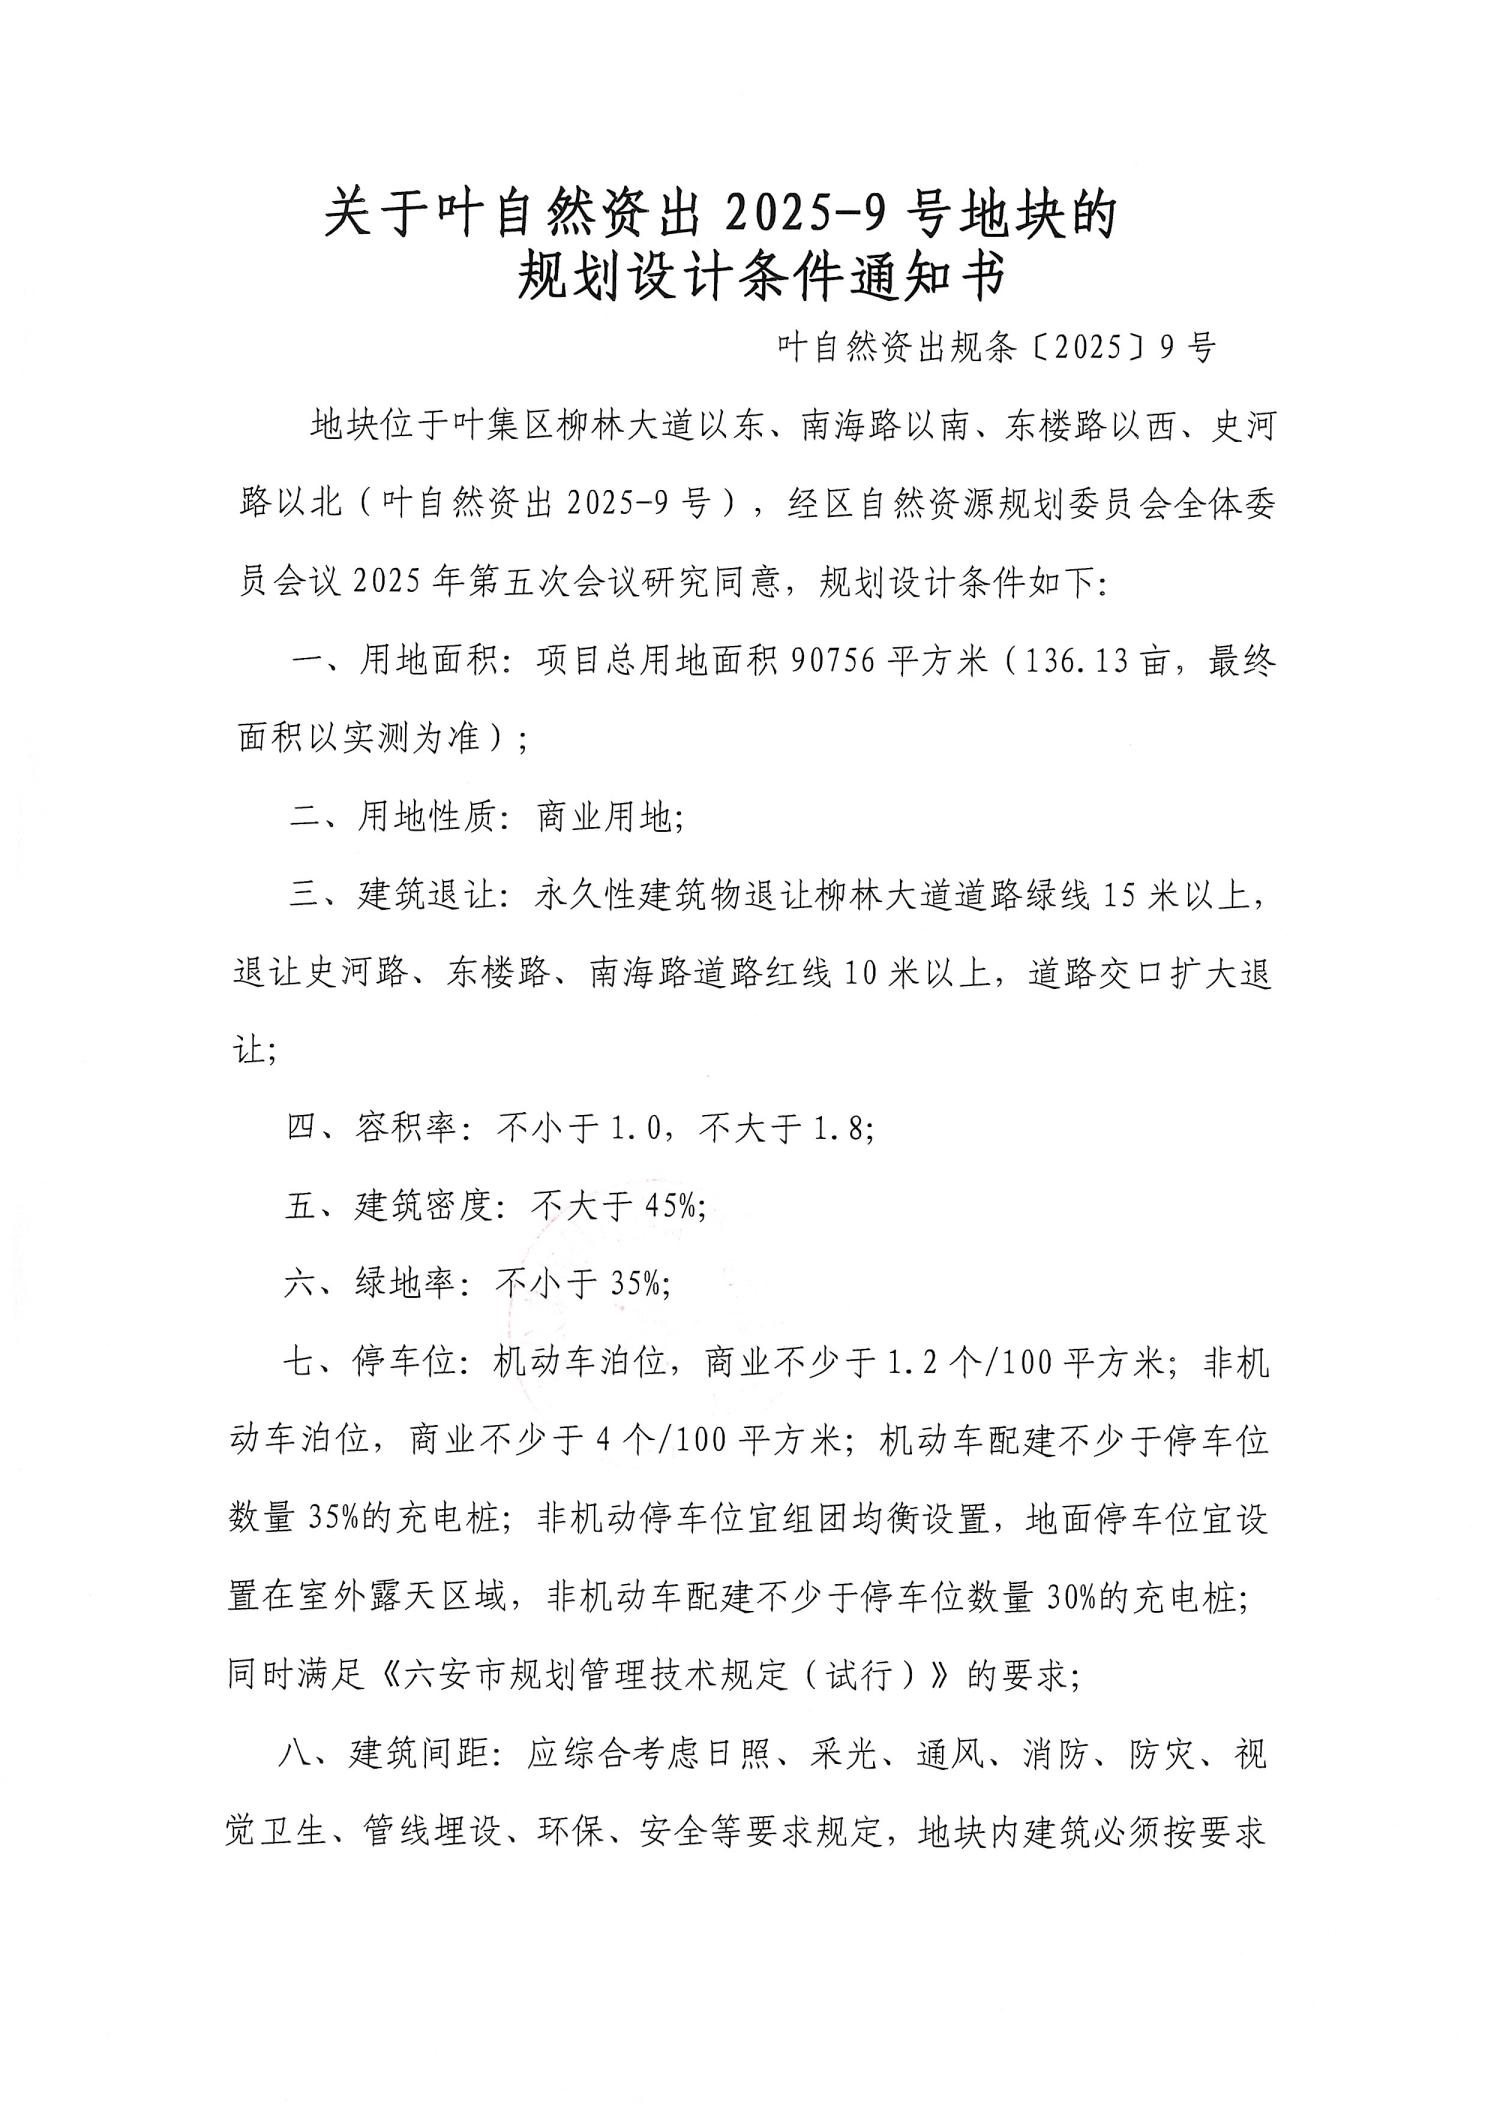 关于叶自然资出 2025-9 号地块的
规划设计条件通知书
叶自然资出规条〔2025〕9 号
地块位于叶集区柳林大道以东、南海路以南、东楼路以西、史河
路以北（叶自然资出 2025-9 号），经区自然资源规划委员会全体委
员会议 2025 年第五次会议研究同意，规划设计条件如下：
一、用地面积：项目总用地面积 90756 平方米（136.13 亩，最终
面积以实测为准）；
二、用地性质：商业用地；
三、建筑退让：永久性建筑物退让柳林大道道路绿线 15 米以上，
退让史河路、东楼路、南海路道路红线 10 米以上，道路交口扩大退
让；
四、容积率：不小于 1.0，不大于 1.8；
五、建筑密度：不大于 45%；
六、绿地率：不小于 35%；
七、停车位：机动车泊位，商业不少于 1.2 个/100 平方米；非机
动车泊位，商业不少于 4 个/100 平方米；机动车配建不少于停车位
数量 35%的充电桩；非机动停车位宜组团均衡设置，地面停车位宜设
置在室外露天区域，非机动车配建不少于停车位数量 30%的充电桩；
同时满足《六安市规划管理技术规定（试行）》的要求；
八、建筑间距：应综合考虑日照、采光、通风、消防、防灾、视
觉卫生、管线埋设、环保、安全等要求规定，地块内建筑必须按要求